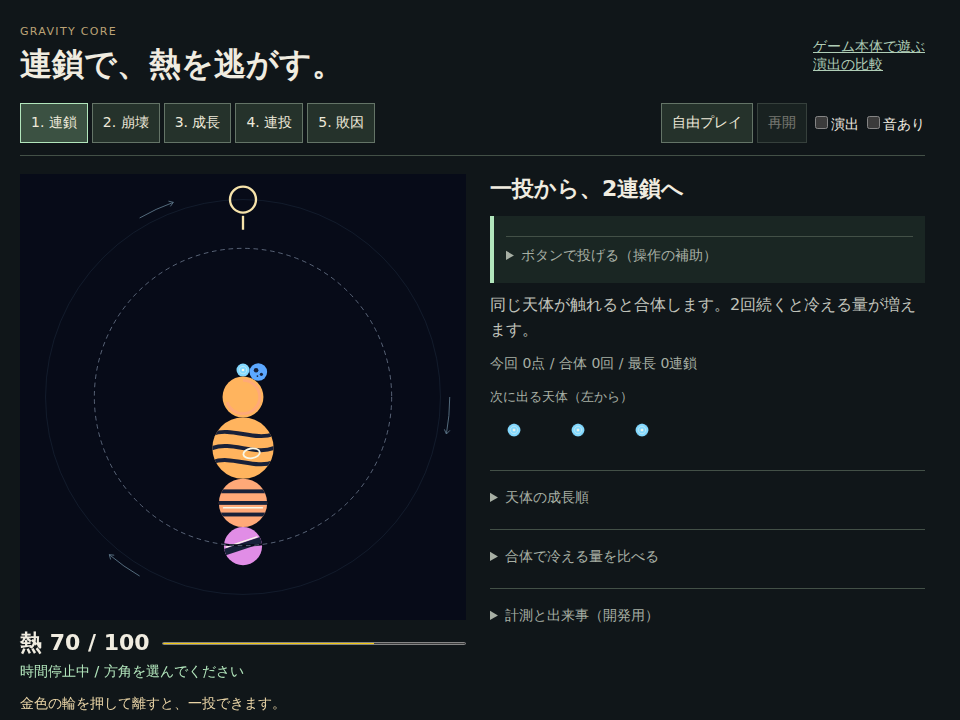 GRAVITY CORE
連鎖で、熱を逃がす。
ゲーム本体で遊ぶ
演出の比較
1. 連鎖
2. 崩壊
3. 成長
4. 連投
5. 敗因
自由プレイ
再開
演出
音あり
一投から、2連鎖へ
▶ ボタンで投げる（操作の補助）
同じ天体が触れると合体します。2回続くと冷える量が増え
ます。
今回 0点 / 合体 0回 / 最長 0連鎖
次に出る天体（左から）
▶ 天体の成長順
▶ 合体で冷える量を比べる
▶ 計測と出来事（開発用）
熱 70 / 100
時間停止中 / 方角を選んでください
金色の輪を押して離すと、一投できます。